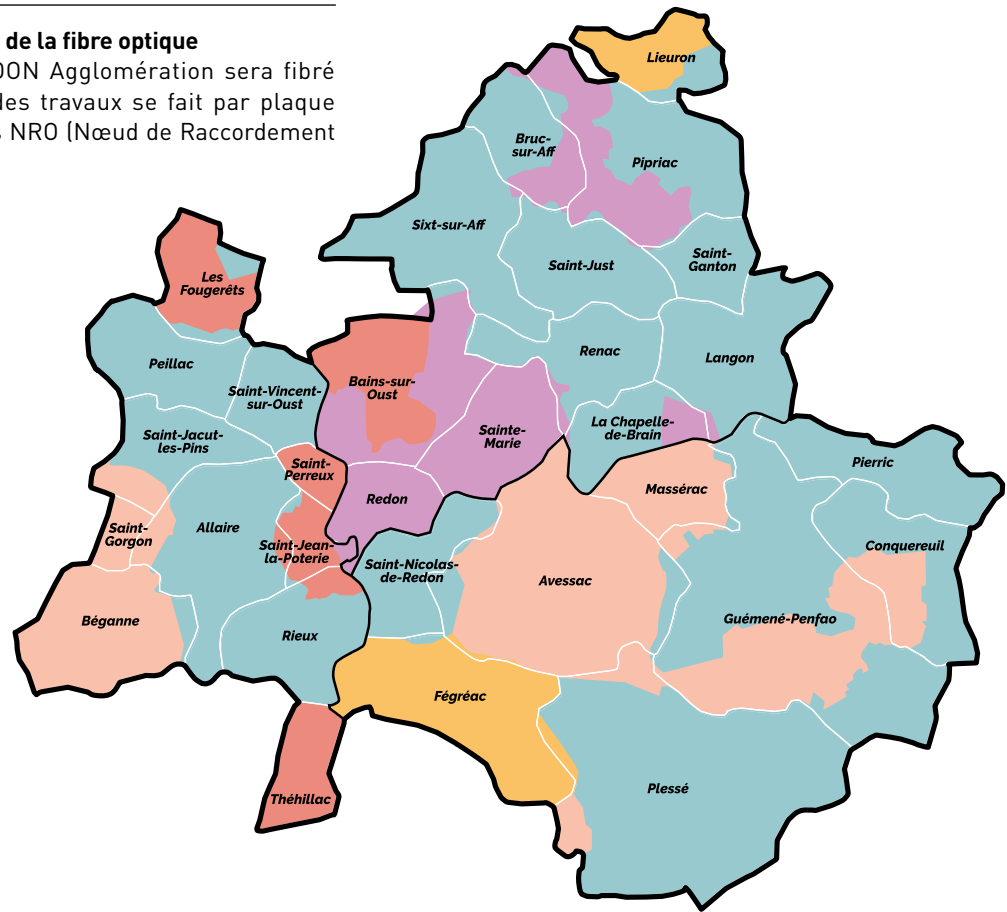 de la fibre optique
DON Agglomération sera fibré
des travaux se fait par plaque
s NRO (Nœud de Raccordement
Lieuron
Bruc-
sur-Aff
Pipriac
Sixt-sur-Aff
Saint-Just
Saint-
Ganton
Les
Fougerêts
Renac
Langon
Peillac
Saint-Vincent-
sur-Oust
Bains-sur-
Oust
Sainte-
Marie
La Chapelle-
de-Brain
Saint-Jacut-
les-Pins
Saint-
Perreux
Redon
Massérac
Pierric
Saint-
Gorgon
Allaire
Saint-Jean-
la-Poterie
Saint-Nicolas-
de-Redon
Avessac
Conquereuil
Béganne
Rieux
Guémené-Penfao
Fégréac
Théhillac
Plessé